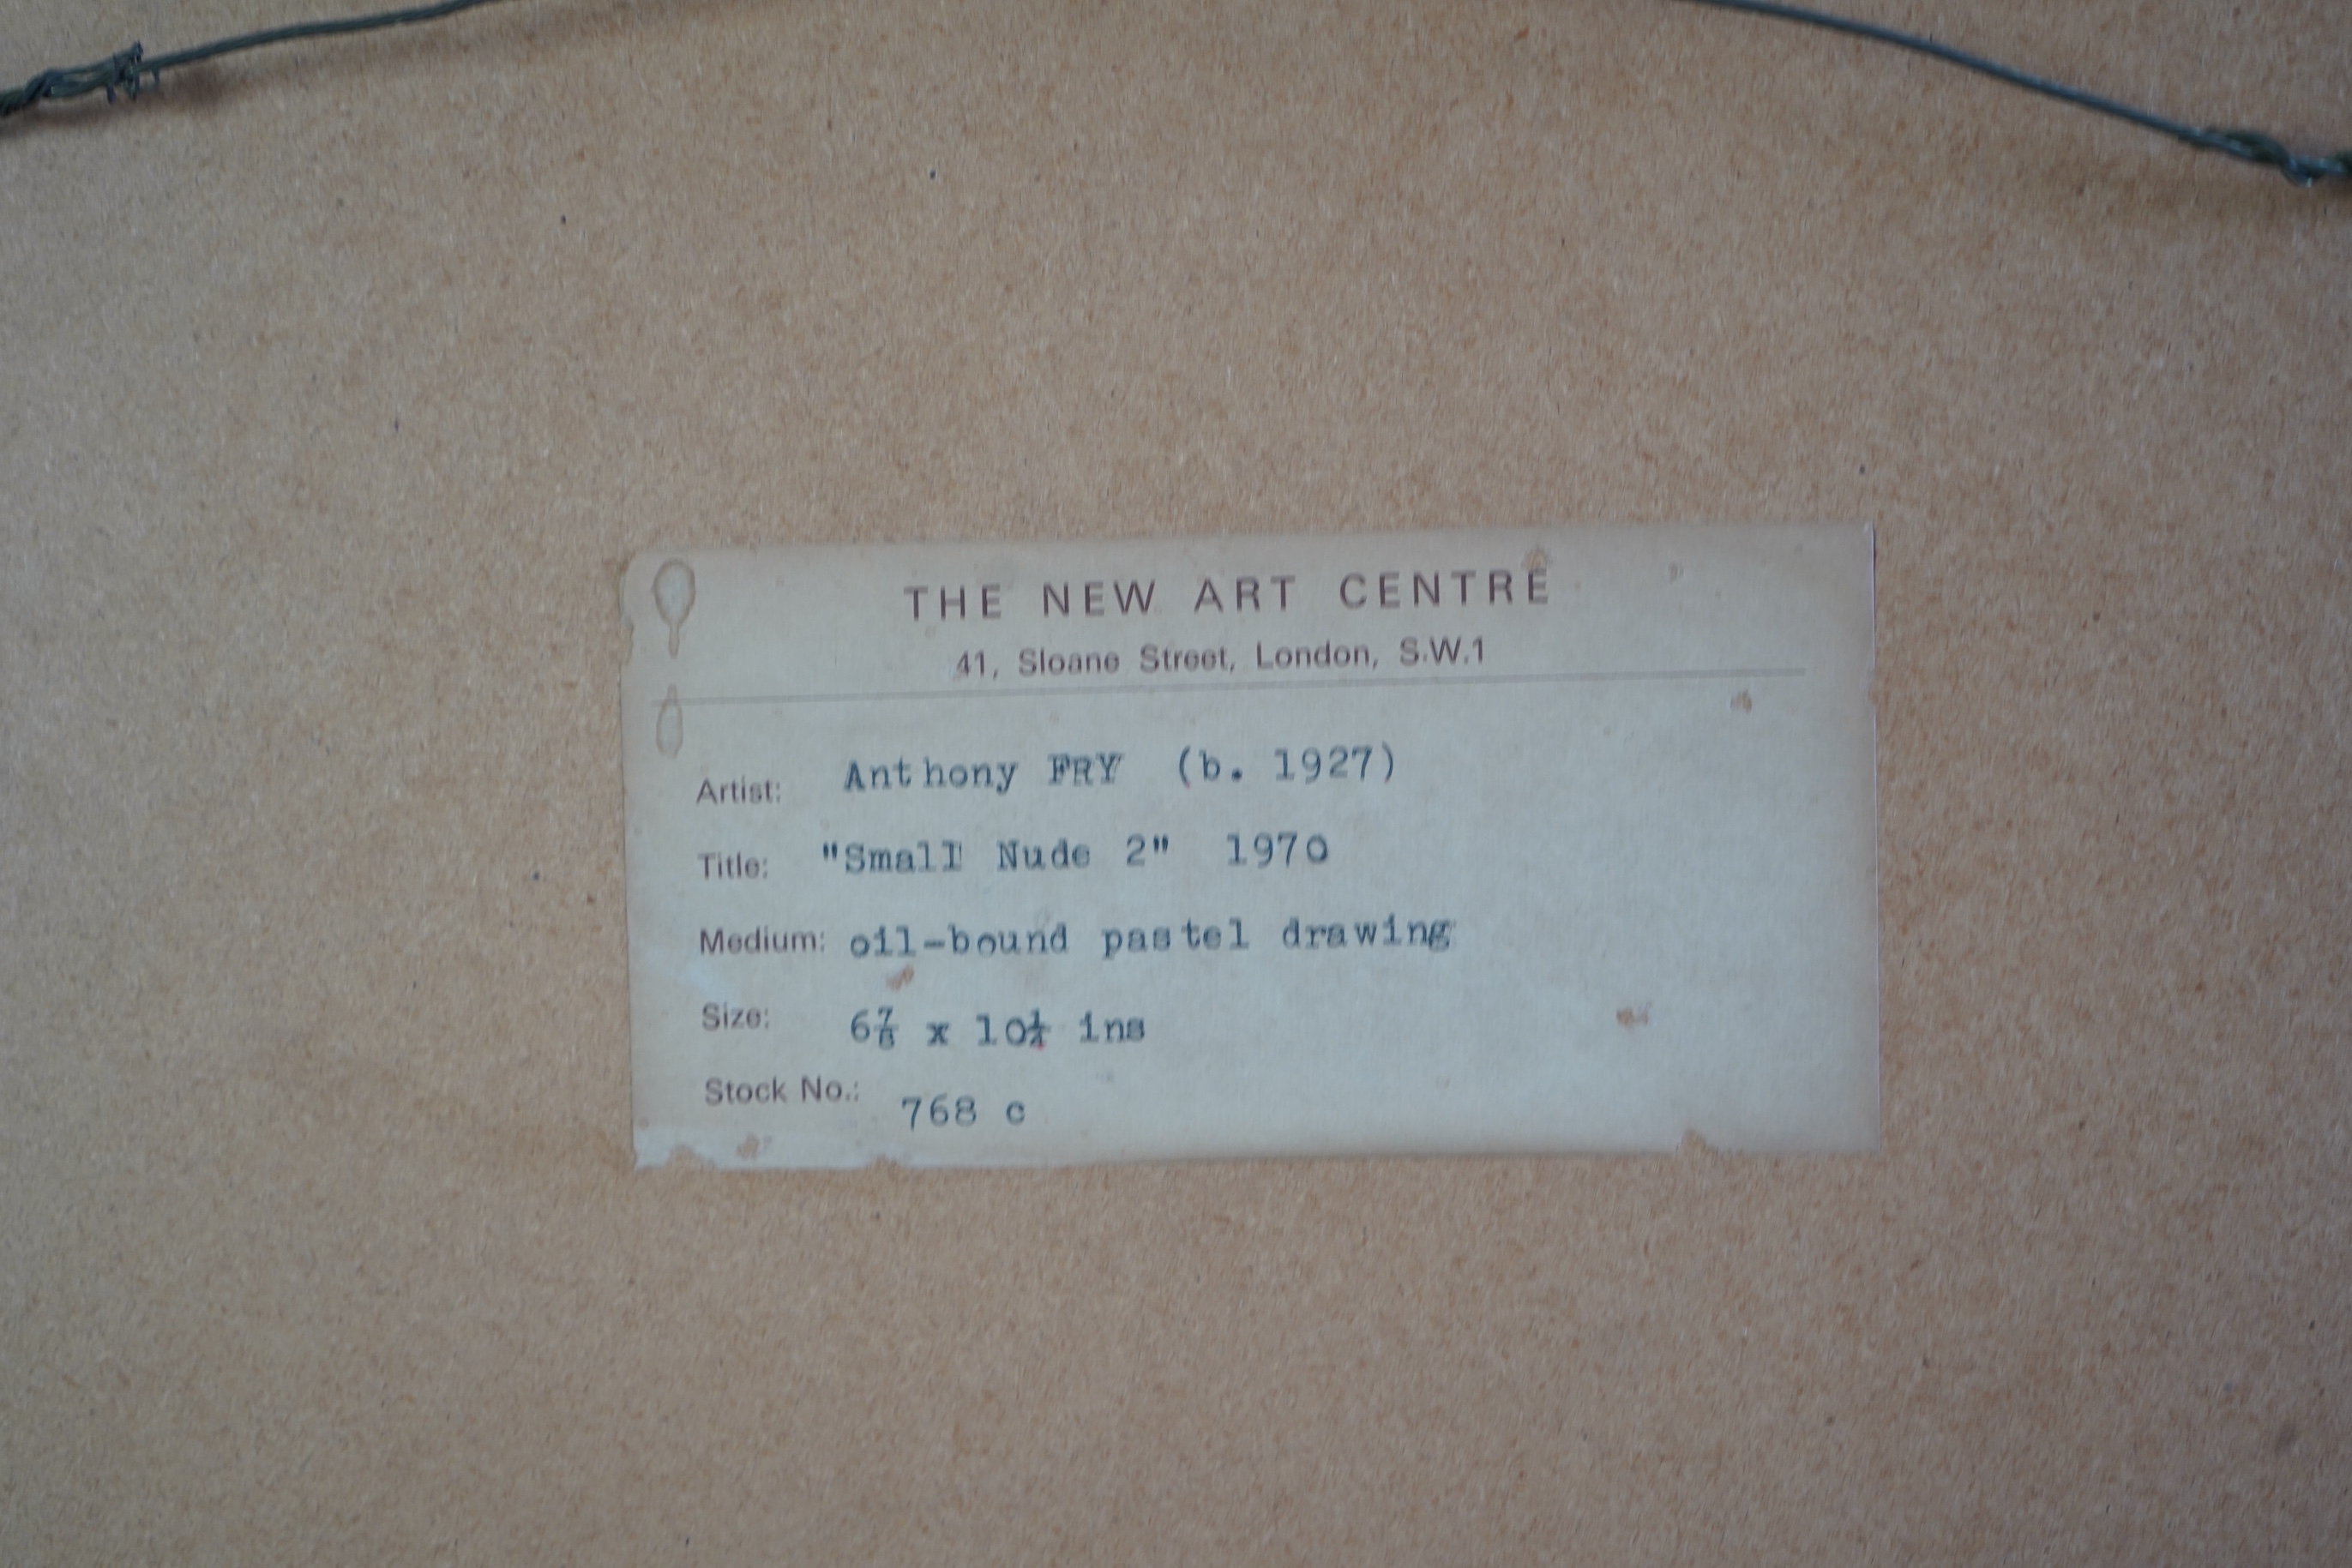 THE NEW ART CENTRE
41, Sloane Street, London, S.W.1
Artist: Anthony FRY (b. 1927)
Title: "Small Nude 2" 1970
Medium: oil-bound pastel drawing
Size: 6⅞ x 10¼ ins
Stock No.: 768 c